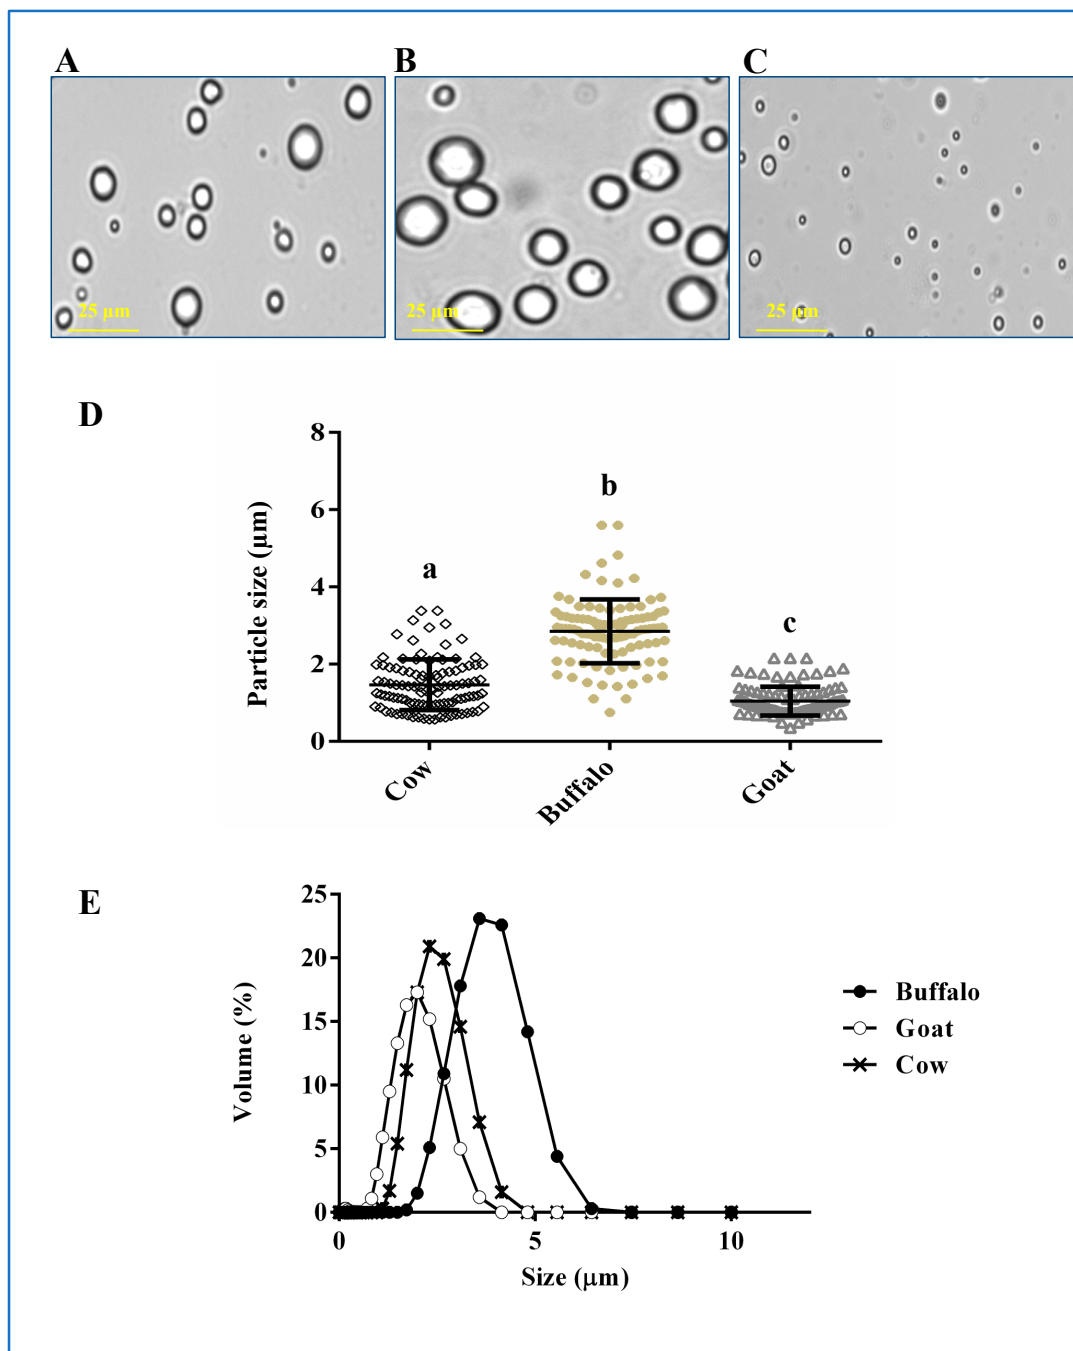 A B C
25 μm 25 μm 25 μm
D
8
6
4
2
0
Particle size (μm)
a
b
c
Cow Buffalo Goat
E
25
20
15
10
5
0
Volume (%)
0 5 10
Size (μm)
Buffalo
Goat
Cow